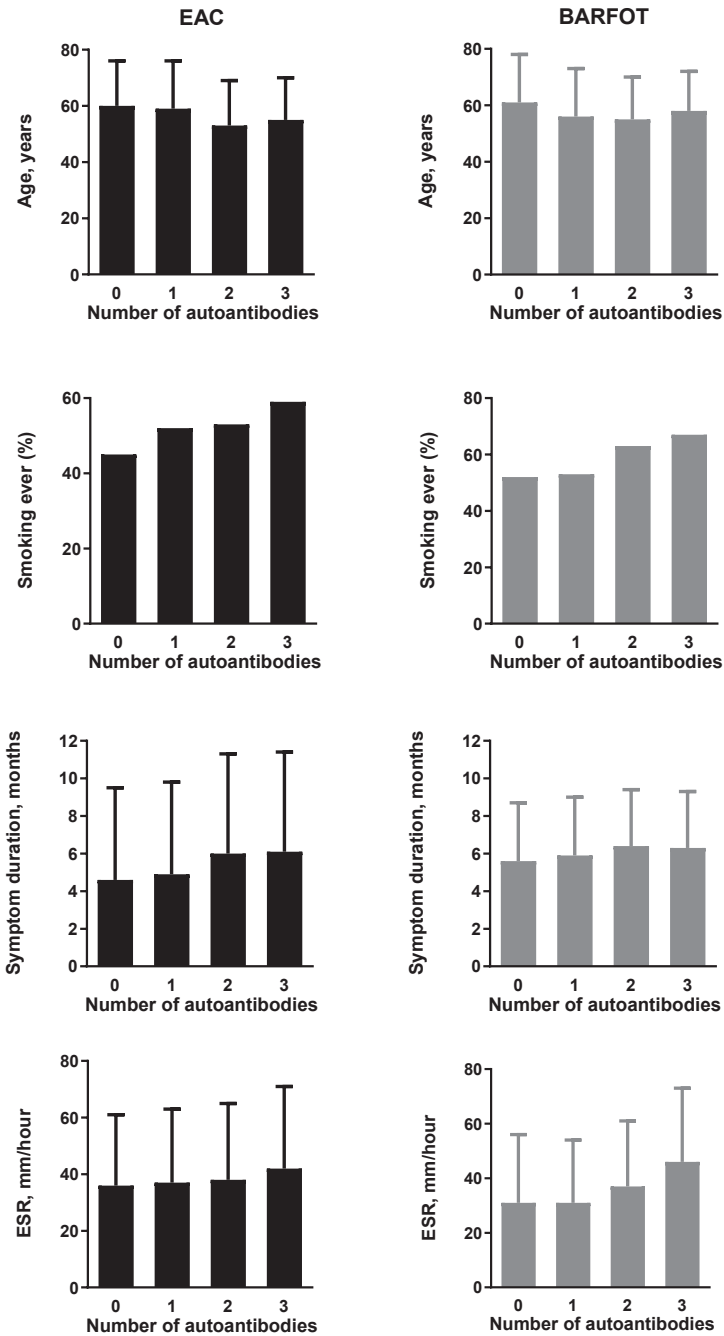 EAC
BARFOT
Age, years
80
60
40
20
0
0 1 2 3
Number of autoantibodies
Age, years
80
60
40
20
0
0 1 2 3
Number of autoantibodies
Smoking ever (%)
60
40
20
0
0 1 2 3
Number of autoantibodies
Smoking ever (%)
80
60
40
20
0
0 1 2 3
Number of autoantibodies
Symptom duration, months
12
10
8
6
4
2
0
0 1 2 3
Number of autoantibodies
Symptom duration, months
12
10
8
6
4
2
0
0 1 2 3
Number of autoantibodies
ESR, mm/hour
80
60
40
20
0
0 1 2 3
Number of autoantibodies
ESR, mm/hour
80
60
40
20
0
0 1 2 3
Number of autoantibodies